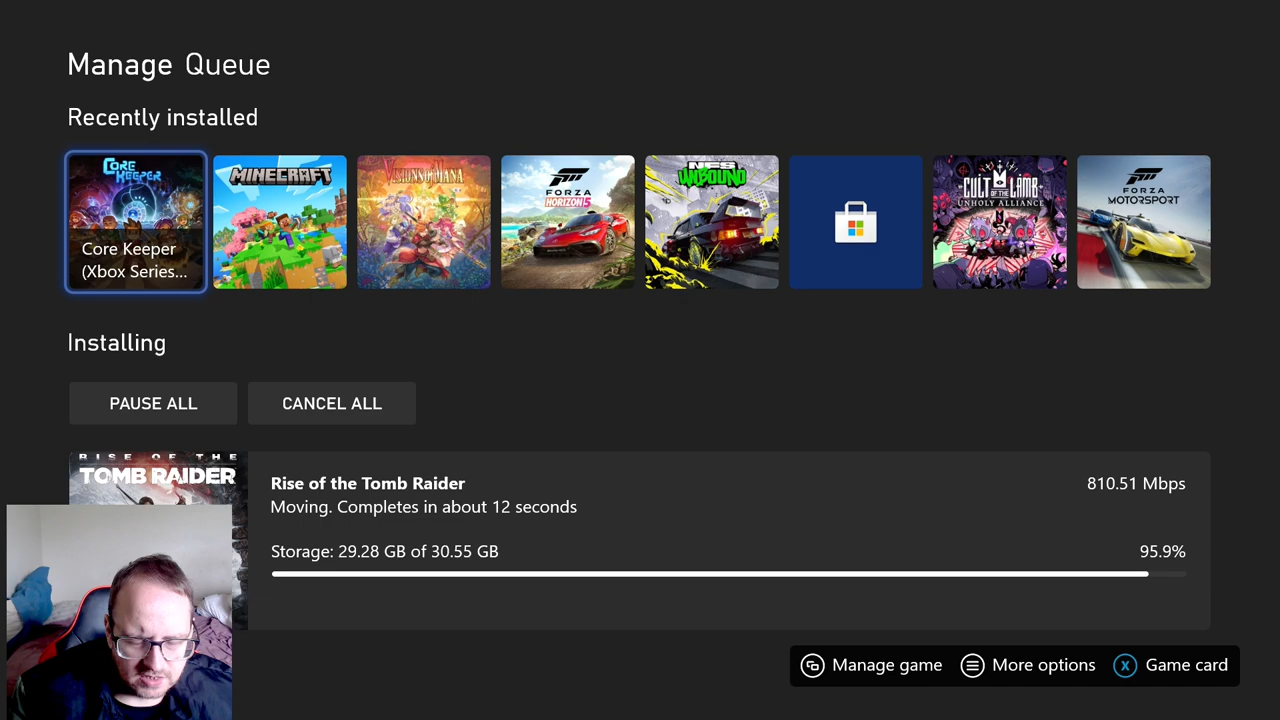 Manage Queue
Recently installed
CORE KEEPER
Core Keeper
(Xbox Series...
MINECRAFT
VISIONS of MANA
FORZA
HORIZON 5
NFS
UNBOUND
CULT OF THE LAMB
UNHOLY ALLIANCE
FORZA
MOTORSPORT
Installing
PAUSE ALL
CANCEL ALL
RISE OF THE
TOMB RAIDER
Rise of the Tomb Raider
810.51 Mbps
Moving. Completes in about 12 seconds
Storage: 29.28 GB of 30.55 GB
95.9%
Manage game
More options
X Game card